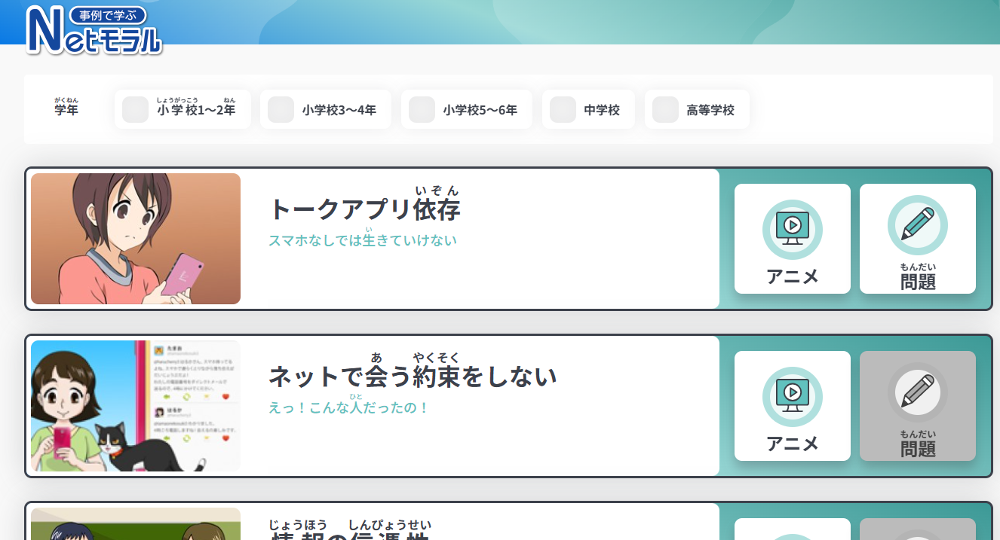 事例で学ぶ
Netモラル
がくねん
学年
しょうがっこう ねん
小学校1～2年
小学校3～4年
小学校5～6年
中学校
高等学校
いぞん
トークアプリ依存
い
スマホなしでは生きていけない
アニメ
もんだい
問題
たまお
はるか
あ やくそく
ネットで会う約束をしない
ひと
えっ！こんな人だったの！
アニメ
もんだい
問題
じょうほう しんぴょうせい
情報の信憑性